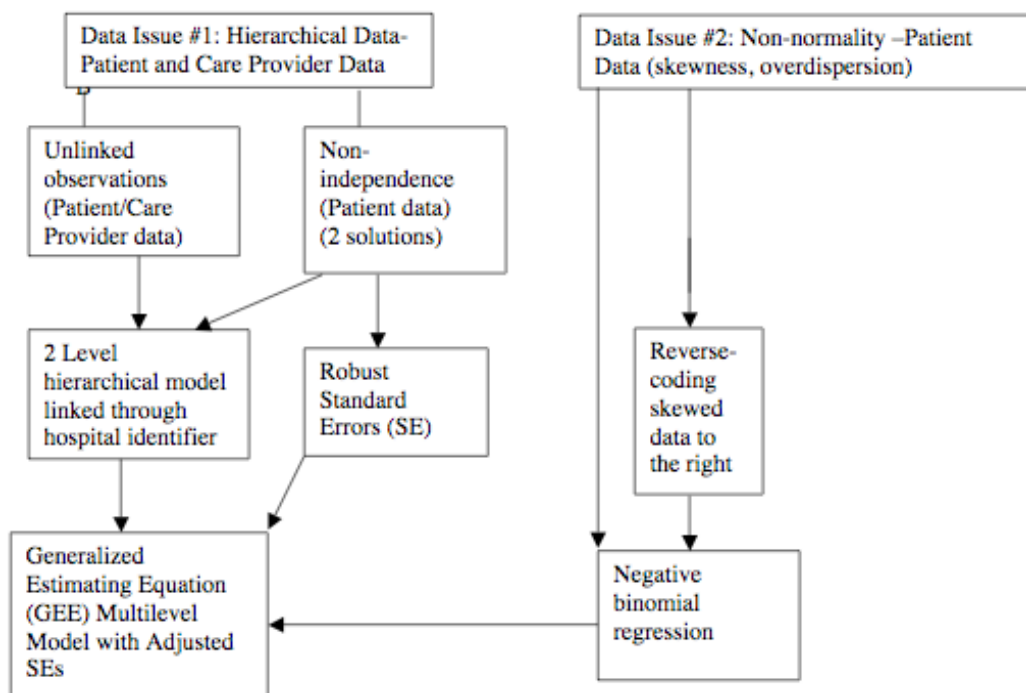 Data Issue #1: Hierarchical Data-
Patient and Care Provider Data
Data Issue #2: Non-normality –Patient
Data (skewness, overdispersion)
Unlinked
observations
(Patient/Care
Provider data)
Non-
independence
(Patient data)
(2 solutions)
2 Level
hierarchical model
linked through
hospital identifier
Robust
Standard
Errors (SE)
Reverse-
coding
skewed
data to
the right
Generalized
Estimating Equation
(GEE) Multilevel
Model with Adjusted
SEs
Negative
binomial
regression